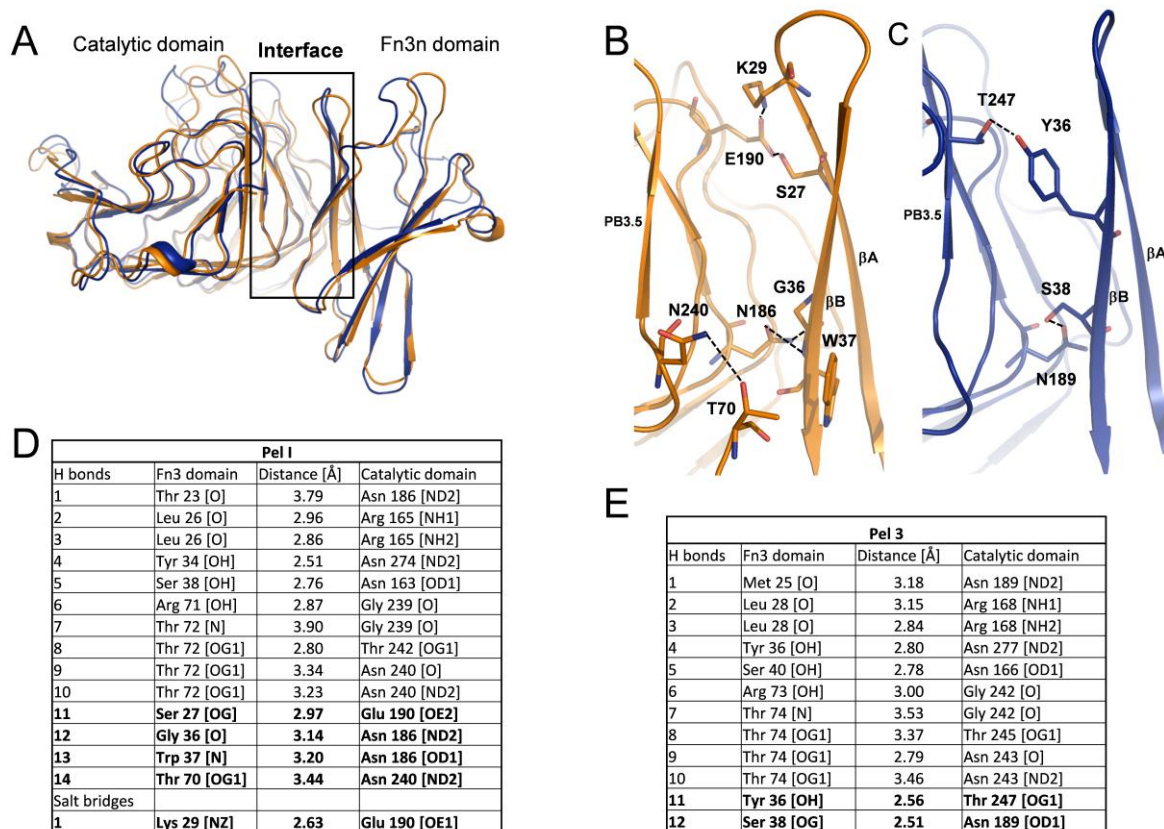 A
Catalytic domain
Interface
Fn3n domain
B
K29
E190
S27
PB3.5
βA
G36
N240
N186
βB
W37
T70
C
T247
Y36
PB3.5
βA
S38
βB
N189
D
Pel I
H bonds Fn3 domain Distance [Å] Catalytic domain
1 Thr 23 [O] 3.79 Asn 186 [ND2]
2 Leu 26 [O] 2.96 Arg 165 [NH1]
3 Leu 26 [O] 2.86 Arg 165 [NH2]
4 Tyr 34 [OH] 2.51 Asn 274 [ND2]
5 Ser 38 [OH] 2.76 Asn 163 [OD1]
6 Arg 71 [OH] 2.87 Gly 239 [O]
7 Thr 72 [N] 3.90 Gly 239 [O]
8 Thr 72 [OG1] 2.80 Thr 242 [OG1]
9 Thr 72 [OG1] 3.34 Asn 240 [O]
10 Thr 72 [OG1] 3.23 Asn 240 [ND2]
11 Ser 27 [OG] 2.97 Glu 190 [OE2]
12 Gly 36 [O] 3.14 Asn 186 [ND2]
13 Trp 37 [N] 3.20 Asn 186 [OD1]
14 Thr 70 [OG1] 3.44 Asn 240 [ND2]
Salt bridges
1 Lys 29 [NZ] 2.63 Glu 190 [OE1]
E
Pel 3
H bonds Fn3 domain Distance [Å] Catalytic domain
1 Met 25 [O] 3.18 Asn 189 [ND2]
2 Leu 28 [O] 3.15 Arg 168 [NH1]
3 Leu 28 [O] 2.84 Arg 168 [NH2]
4 Tyr 36 [OH] 2.80 Asn 277 [ND2]
5 Ser 40 [OH] 2.78 Asn 166 [OD1]
6 Arg 73 [OH] 3.00 Gly 242 [O]
7 Thr 74 [N] 3.53 Gly 242 [O]
8 Thr 74 [OG1] 3.37 Thr 245 [OG1]
9 Thr 74 [OG1] 2.79 Asn 243 [O]
10 Thr 74 [OG1] 3.46 Asn 243 [ND2]
11 Tyr 36 [OH] 2.56 Thr 247 [OG1]
12 Ser 38 [OG] 2.51 Asn 189 [OD1]